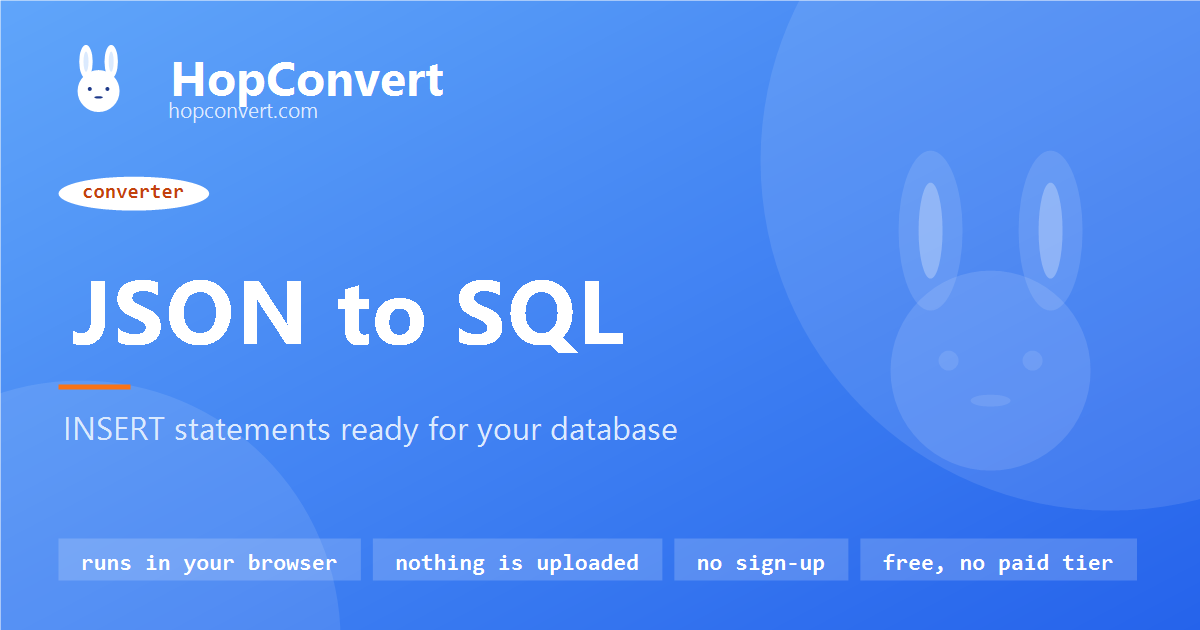 HopConvert
hopconvert.com
converter
JSON to SQL
INSERT statements ready for your database
runs in your browser
nothing is uploaded
no sign-up
free, no paid tier